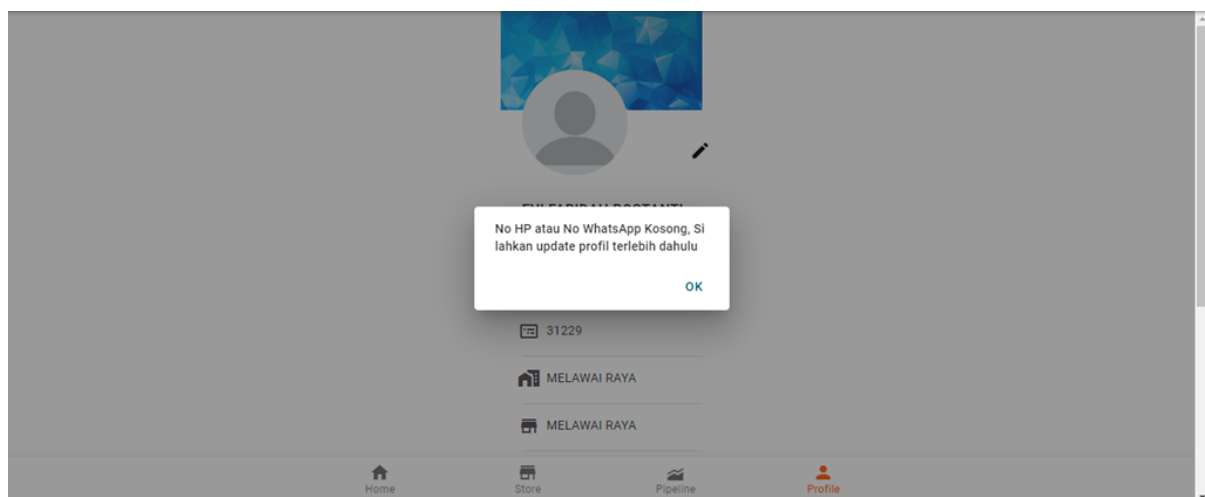 No HP atau No WhatsApp Kosong, Si
lahkan update profil terlebih dahulu
OK
31229
MELAWAI RAYA
MELAWAI RAYA
Home
Store
Pipeline
Profile